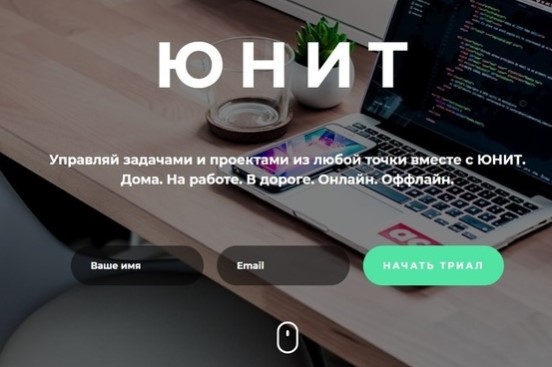 ЮНИТ
Управляй задачами и проектами из любой точки вместе с ЮНИТ.
Дома. На работе. В дороге. Онлайн. Оффлайн.
Ваше имя
Email
НАЧАТЬ ТРИАЛ